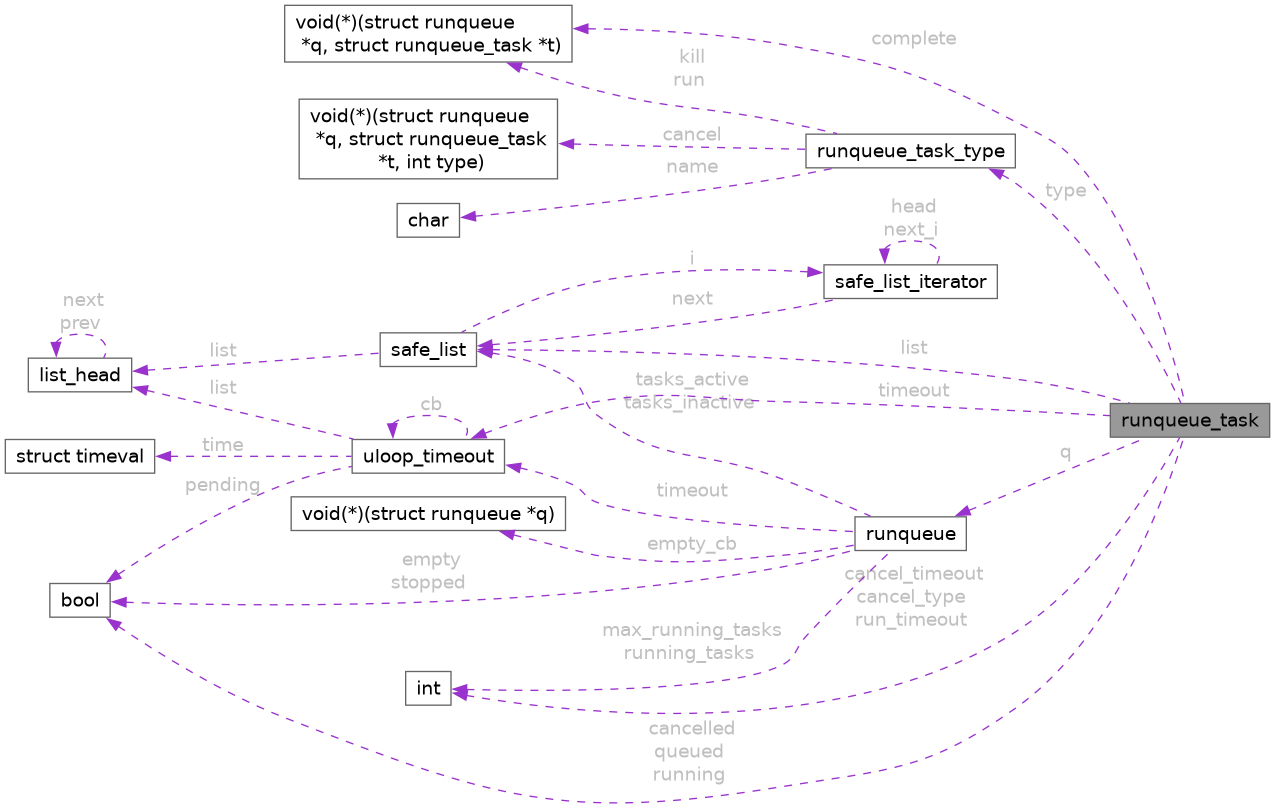 void(*)(struct runqueue
*q, struct runqueue_task *t)
complete
kill
run
void(*)(struct runqueue
*q, struct runqueue_task
*t, int type)
cancel
runqueue_task_type
name
type
char
head
next_i
i
safe_list_iterator
next
next
prev
safe_list
list
list
list_head
list
tasks_active
tasks_inactive
timeout
cb
runqueue_task
time
struct timeval
uloop_timeout
q
pending
timeout
void(*)(struct runqueue *q)
runqueue
empty_cb
empty
stopped
cancel_timeout
cancel_type
run_timeout
bool
max_running_tasks
running_tasks
int
cancelled
queued
running